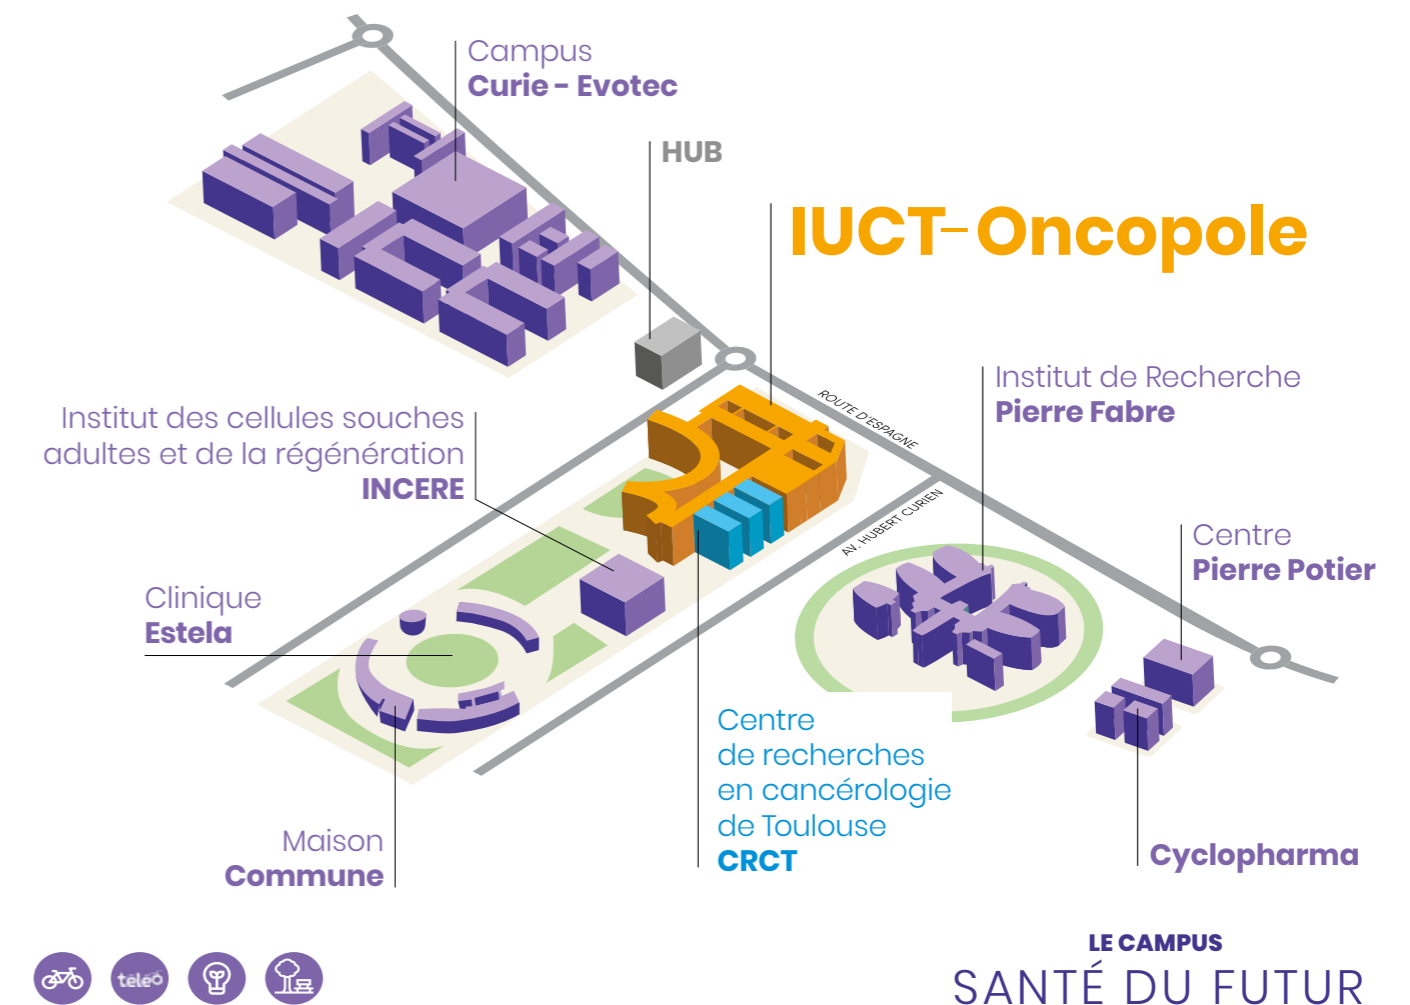 Campus
Curie - Evotec
HUB
IUCT-Oncopole
ROUTE D'ESPAGNE
Institut de Recherche
Pierre Fabre
Institut des cellules souches
adultes et de la régénération
INCERE
AV. HUBERT CURIEN
Centre
Pierre Potier
Clinique
Estela
Centre
de recherches
en cancérologie
de Toulouse
CRCT
Maison
Commune
Cyclopharma
LE CAMPUS
SANTÉ DU FUTUR
téléo